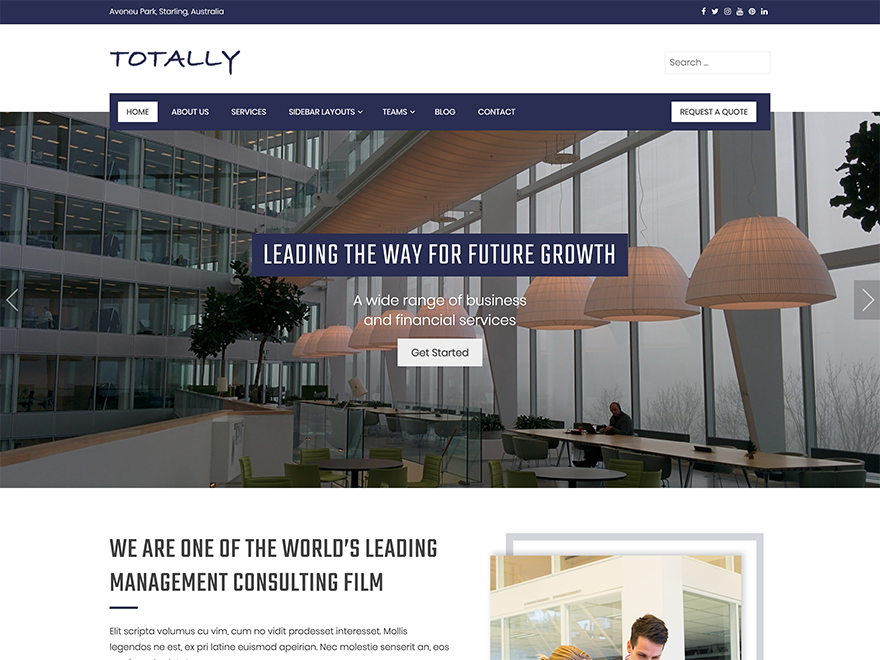 Aveneu Park, Starling, Australia
TOTALLY
Search ...
HOME ABOUT US SERVICES SIDEBAR LAYOUTS TEAMS BLOG CONTACT REQUEST A QUOTE
LEADING THE WAY FOR FUTURE GROWTH
A wide range of business
and financial services
Get Started
WE ARE ONE OF THE WORLD'S LEADING
MANAGEMENT CONSULTING FILM
Elit scripta volumus cu vim, cum no vidit prodesset interesset. Mollis
legendos ne est, ex pri latine euismod apeirian. Nec molestie senserit an, eos